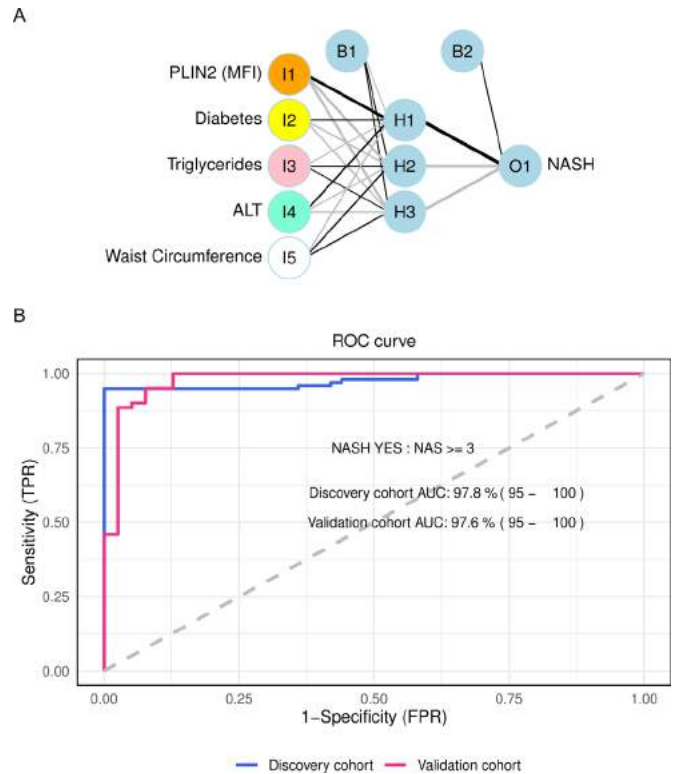 A
B1 B2
PLIN2 (MFI) I1
Diabetes I2 H1
Triglycerides I3 H2 O1 NASH
ALT I4 H3
Waist Circumference I5
B
ROC curve
1.00
0.75
0.50
0.25
0.00
Sensitivity (TPR)
NASH YES : NAS >= 3
Discovery cohort AUC: 97.8 % ( 95 − 100 )
Validation cohort AUC: 97.6 % ( 95 − 100 )
0.00 0.25 0.50 0.75 1.00
1−Specificity (FPR)
Discovery cohort Validation cohort